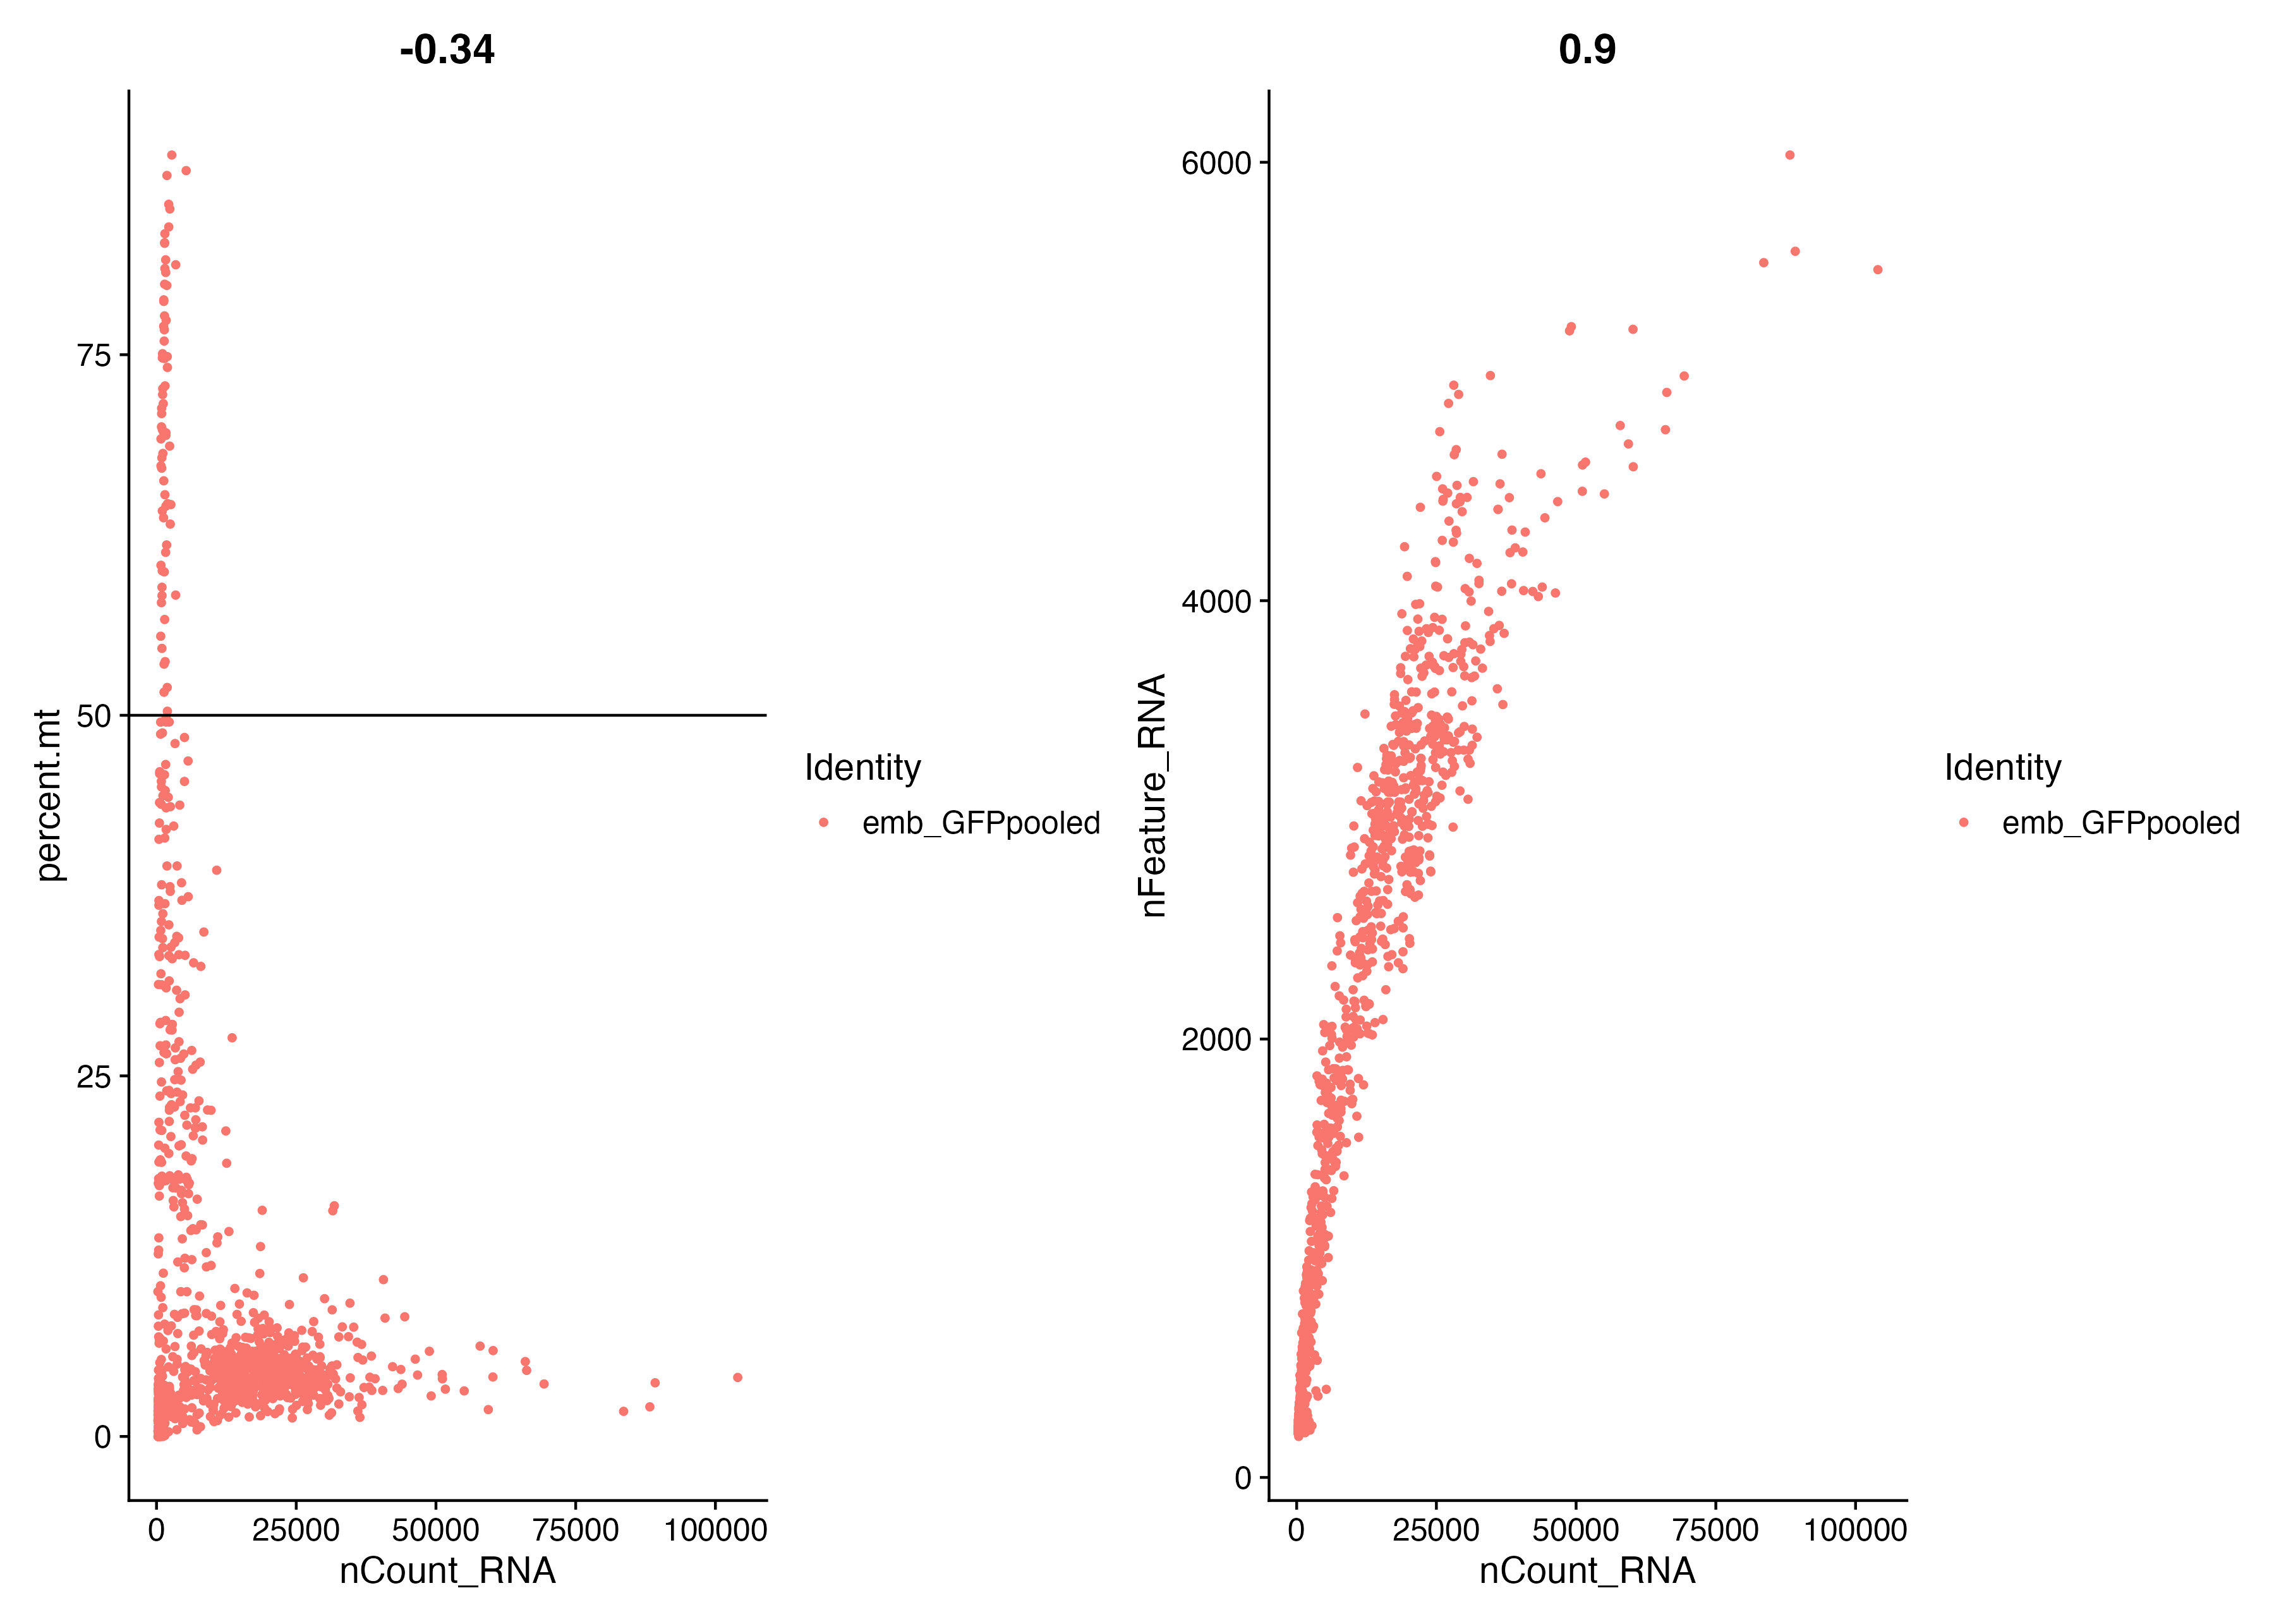 -0.34
percent.mt
75
50
25
0
0 25000 50000 75000 100000
nCount_RNA
Identity
emb_GFPpooled
0.9
nFeature_RNA
6000
4000
2000
0
0 25000 50000 75000 100000
nCount_RNA
Identity
emb_GFPpooled